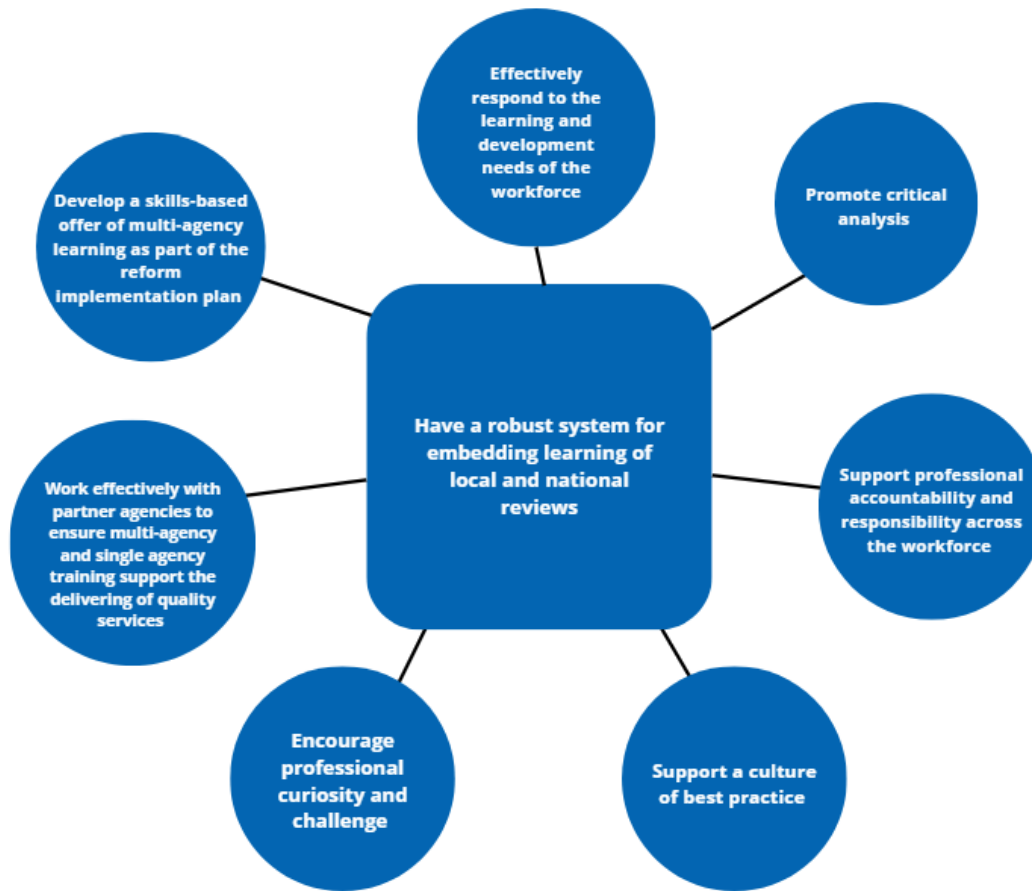 Effectively
respond to the
learning and
development
needs of the
workforce
Promote critical
analysis
Develop a skills-based
offer of multi-agency
learning as part of the
reform
implementation plan
Have a robust system for
embedding learning of
local and national
reviews
Support professional
accountability and
responsibility across
the workforce
Work effectively with
partner agencies to
ensure multi-agency
and single agency
training support the
delivering of quality
services
Encourage
professional
curiosity and
challenge
Support a culture
of best practice